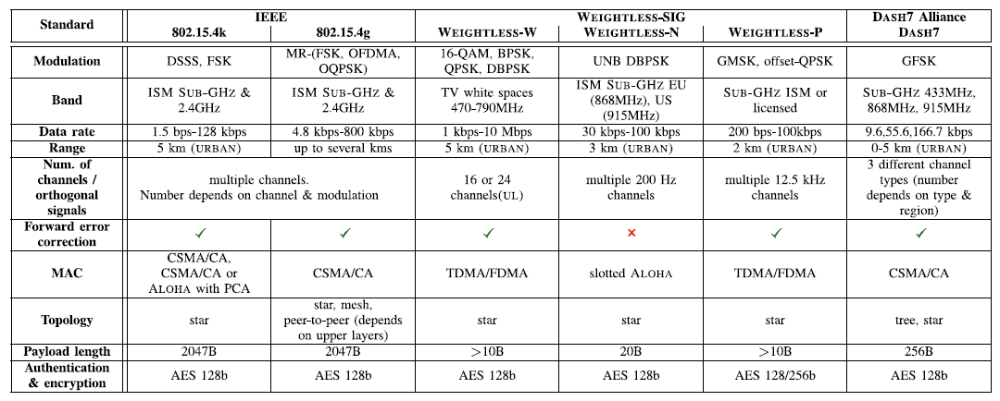 Standard IEEE WEIGHTLESS-SIG DASH7 Alliance
802.15.4k 802.15.4g WEIGHTLESS-W WEIGHTLESS-N WEIGHTLESS-P DASH7
Modulation
DSSS, FSK
MR-(FSK, OFDMA,
OQPSK)
16-QAM, BPSK,
QPSK, DBPSK
UNB DBPSK
GMSK, offset-QPSK
GFSK
Band
ISM SUB-GHZ &
2.4GHz
ISM SUB-GHZ &
2.4GHz
TV white spaces
470-790MHz
ISM SUB-GHZ EU
(868MHz), US
(915MHz)
SUB-GHZ ISM or
licensed
SUB-GHZ 433MHz,
868MHz, 915MHz
Data rate 1.5 bps-128 kbps 4.8 kbps-800 kbps 1 kbps-10 Mbps 30 kbps-100 kbps 200 bps-100kbps 9.6,55.6,166.7 kbps
Range 5 km (URBAN) up to several kms 5 km (URBAN) 3 km (URBAN) 2 km (URBAN) 0-5 km (URBAN)
Num. of
channels /
orthogonal
signals
multiple channels.
Number depends on channel & modulation
16 or 24
channels(UL)
multiple 200 Hz
channels
multiple 12.5 kHz
channels
3 different channel
types (number
depends on type &
region)
Forward error
correction
✓ ✓ ✓ × ✓ ✓
MAC
CSMA/CA,
CSMA/CA or
ALOHA with PCA
CSMA/CA
TDMA/FDMA
slotted ALOHA
TDMA/FDMA
CSMA/CA
Topology
star
star, mesh,
peer-to-peer (depends
on upper layers)
star
star
star
tree, star
Payload length 2047B 2047B >10B 20B >10B 256B
Authentication
& encryption
AES 128b AES 128b AES 128b AES 128b AES 128/256b AES 128b